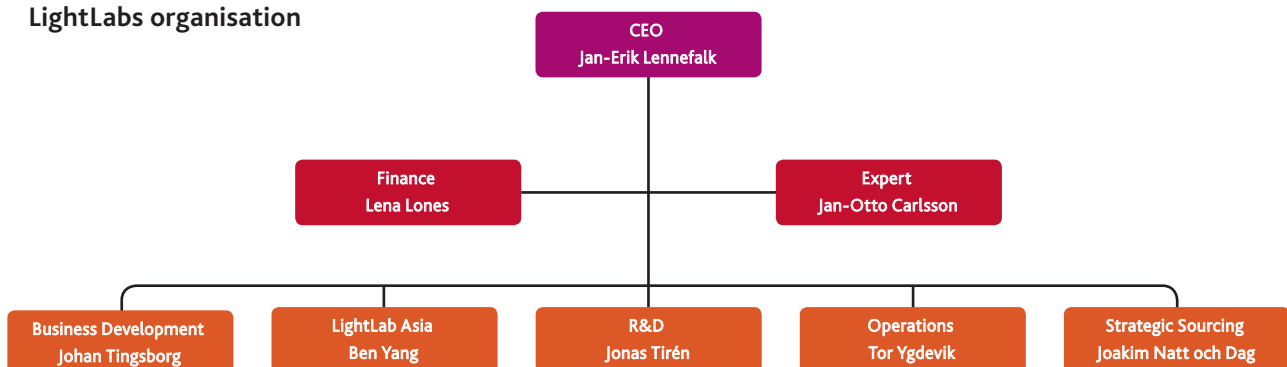 LightLabs organisation
CEO
Jan-Erik Lennefalk
Finance
Lena Lones
Expert
Jan-Otto Carlsson
Business Development
Johan Tingsborg
LightLab Asia
Ben Yang
R&D
Jonas Tirén
Operations
Tor Ygdevik
Strategic Sourcing
Joakim Natt och Dag